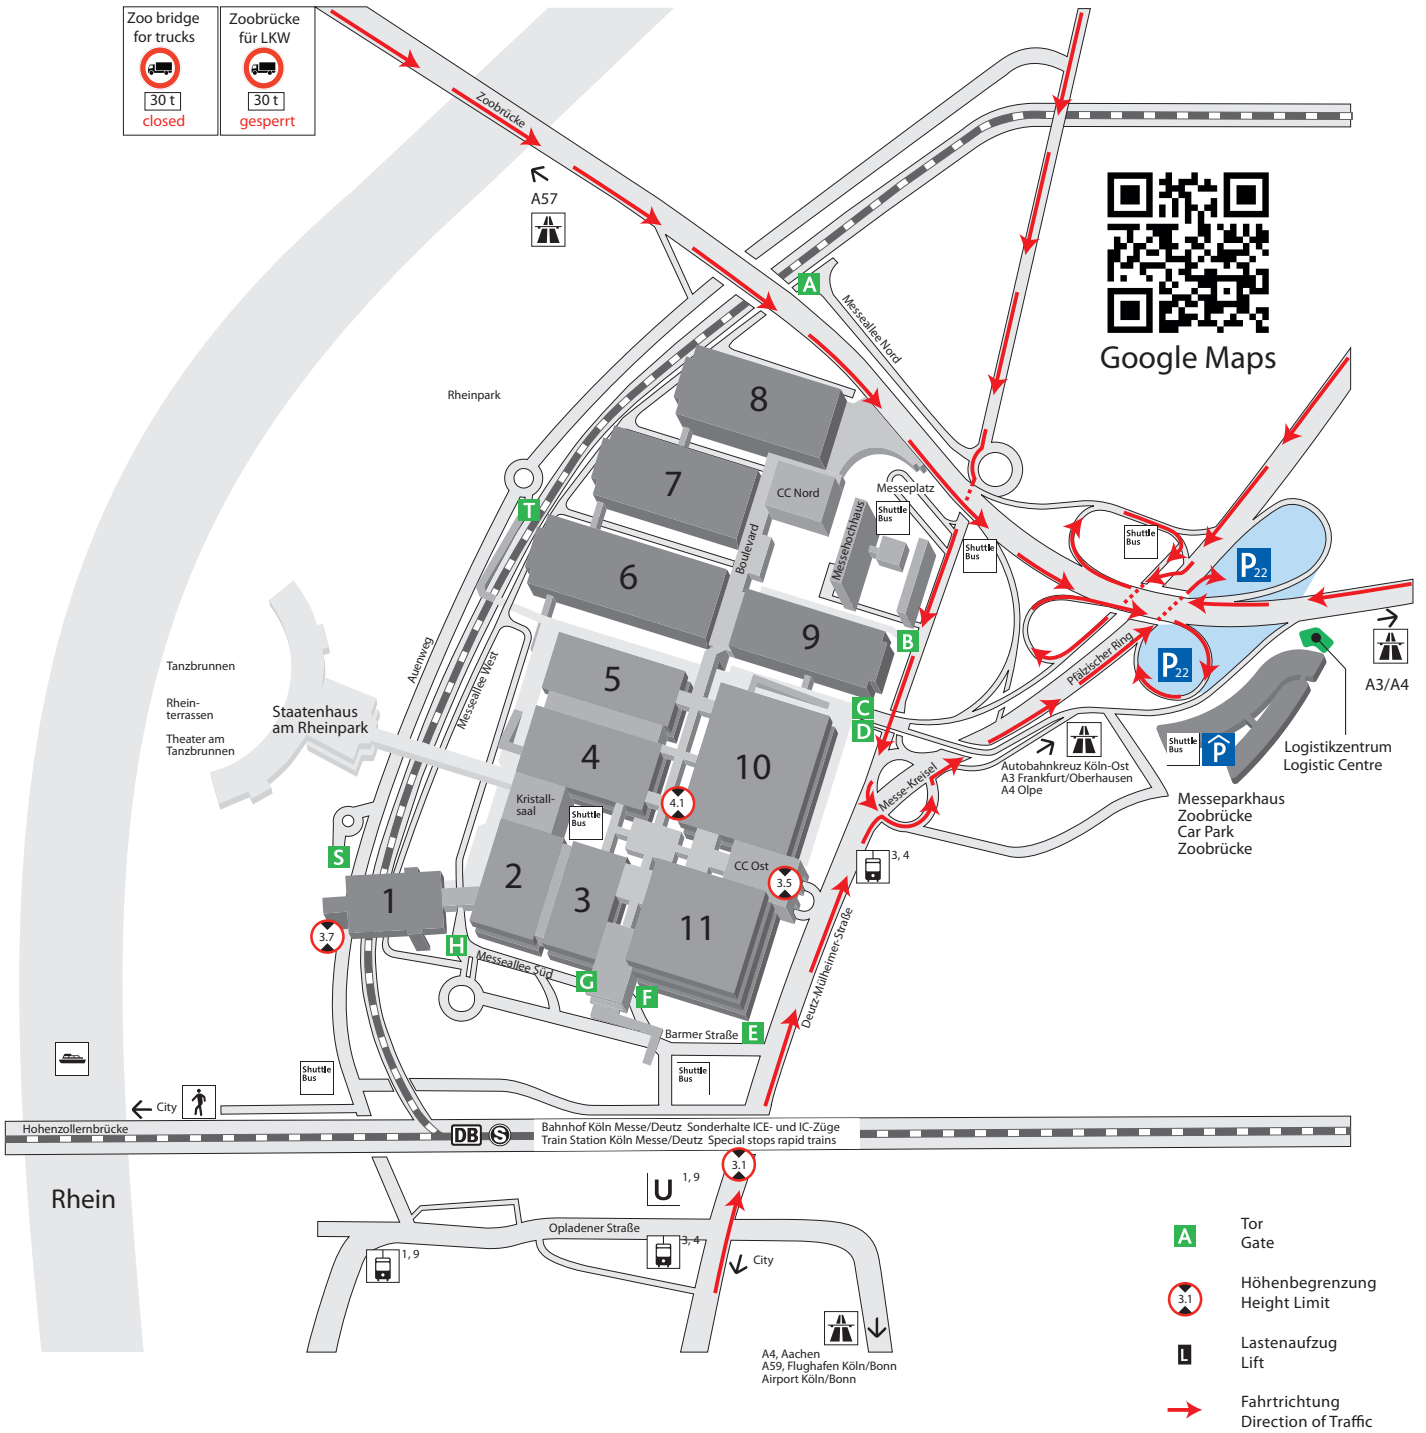 Zoo bridge
for trucks
30 t
closed
Zoobrücke
für LKW
30 t
gesperrt
Zoobrücke
A57
A
Messeallee Nord
Google Maps
Rheinpark
8
7
CC Nord
Messeplatz
Shuttle
Bus
Messehochhaus
Shuttle
Bus
Shuttle
Bus
T
Boulevard
6
P22
9
B
Pfälzischer Ring
P22
A3/A4
Tanzbrunnen
Rhein-
terrassen
Theater am
Tanzbrunnen
Staatenhaus
am Rheinpark
Auenweg
Messeallee West
5
4
10
C
D
Kristall-
saal
Shuttle
Bus
4.1
Messe-Kreisel
Autobahnkreuz Köln-Ost
A3 Frankfurt/Oberhausen
A4 Olpe
Shuttle
Bus
P
Logistikzentrum
Logistic Centre
Messeparkhaus
Zoobrücke
Car Park
Zoobrücke
S
1
2
3
CC Ost
3.5
3, 4
11
3.7
H
Messeallee Süd
G
F
E
Barmer Straße
Deutz-Mülheimer-Straße
Shuttle
Bus
Shuttle
Bus
City
Hohenzollernbrücke
DB
S
Bahnhof Köln Messe/Deutz Sonderhalte ICE- und IC-Züge
Train Station Köln Messe/Deutz Special stops rapid trains
3.1
Rhein
U
1, 9
Opladener Straße
1, 9
3, 4
City
A4, Aachen
A59, Flughafen Köln/Bonn
Airport Köln/Bonn
A
Tor
Gate
3.1
Höhenbegrenzung
Height Limit
L
Lastenaufzug
Lift
Fahrtrichtung
Direction of Traffic